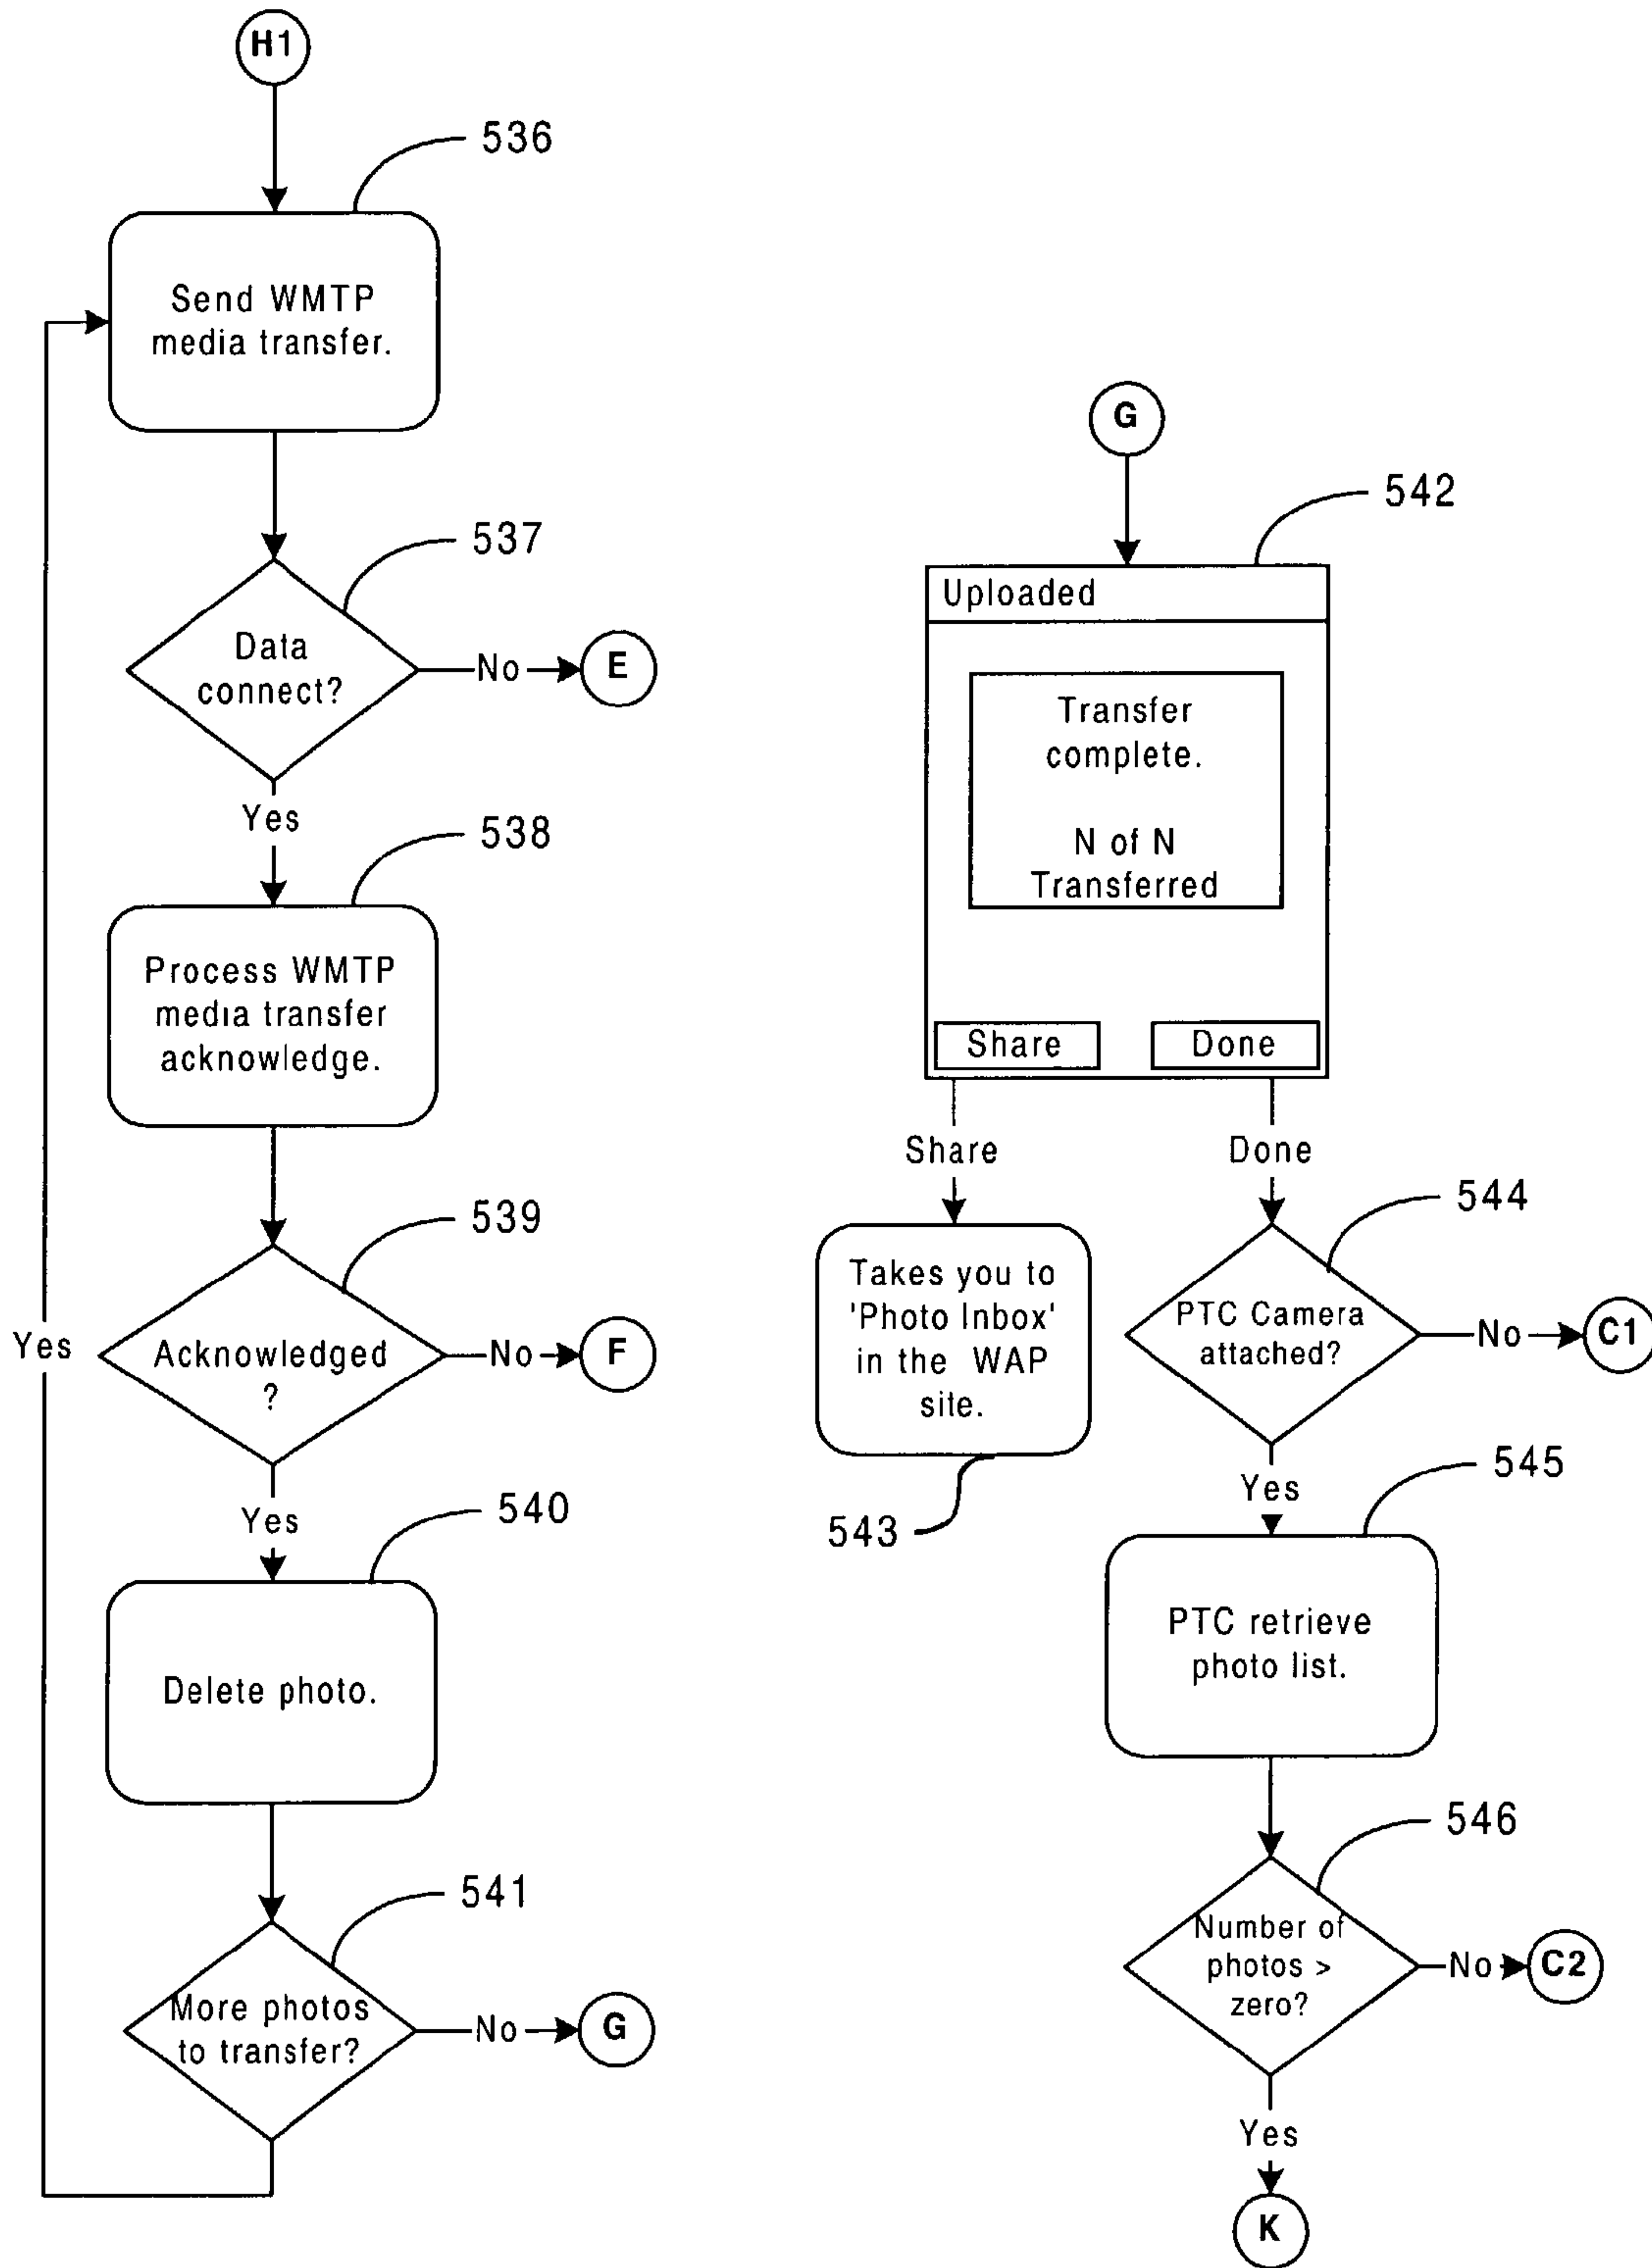 H1
536
Send WMTP
media transfer.
537
Data
connect?
No
E
Yes
538
Process WMTP
media transfer
acknowledge.
539
Acknowledged
?
No
F
Yes
540
Delete photo.
541
More photos
to transfer?
No
G
Yes
G
542
Uploaded
Transfer
complete.
N of N
Transferred
Share
Done
Share
Done
Takes you to
'Photo Inbox'
in the WAP
site.
543
544
PTC Camera
attached?
No
C1
Yes
545
PTC retrieve
photo list.
546
Number of
photos >
zero?
No
C2
Yes
K